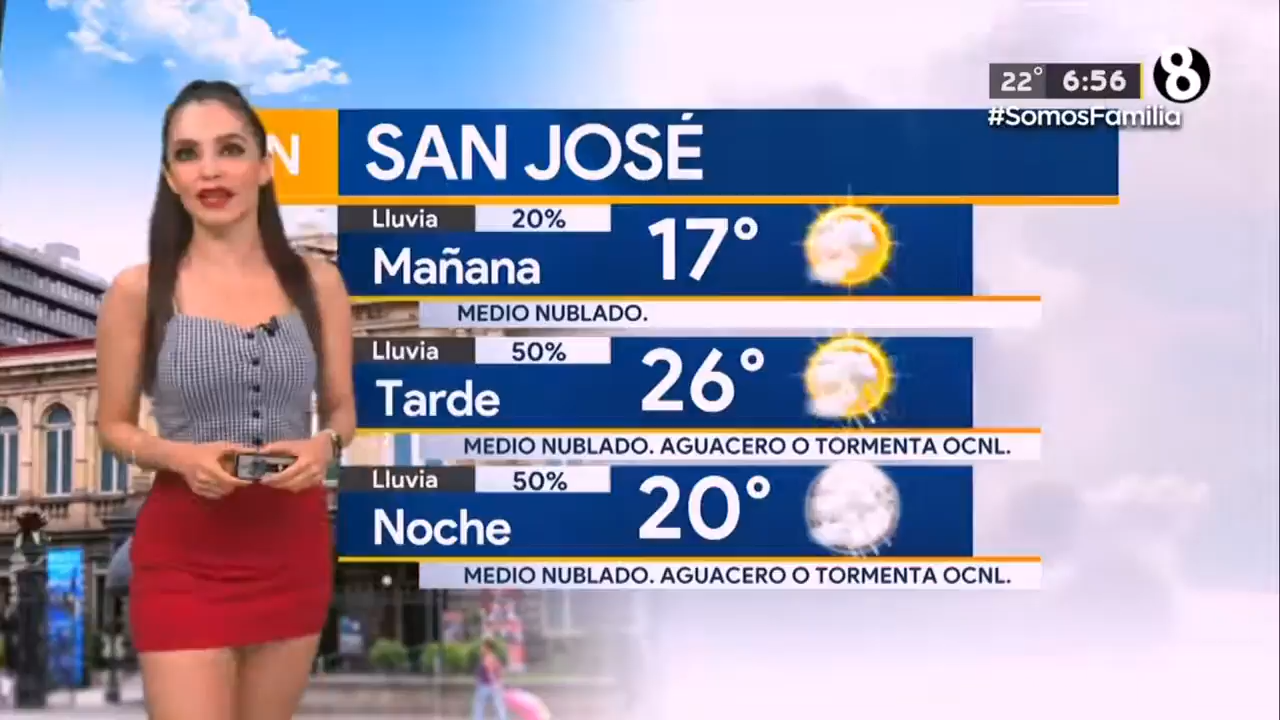 22° 6:56 8
#SomosFamilia
N SAN JOSÉ
Lluvia 20%
Mañana 17°
MEDIO NUBLADO.
Lluvia 50%
Tarde 26°
MEDIO NUBLADO. AGUACERO O TORMENTA OCNL.
Lluvia 50%
Noche 20°
MEDIO NUBLADO. AGUACERO O TORMENTA OCNL.